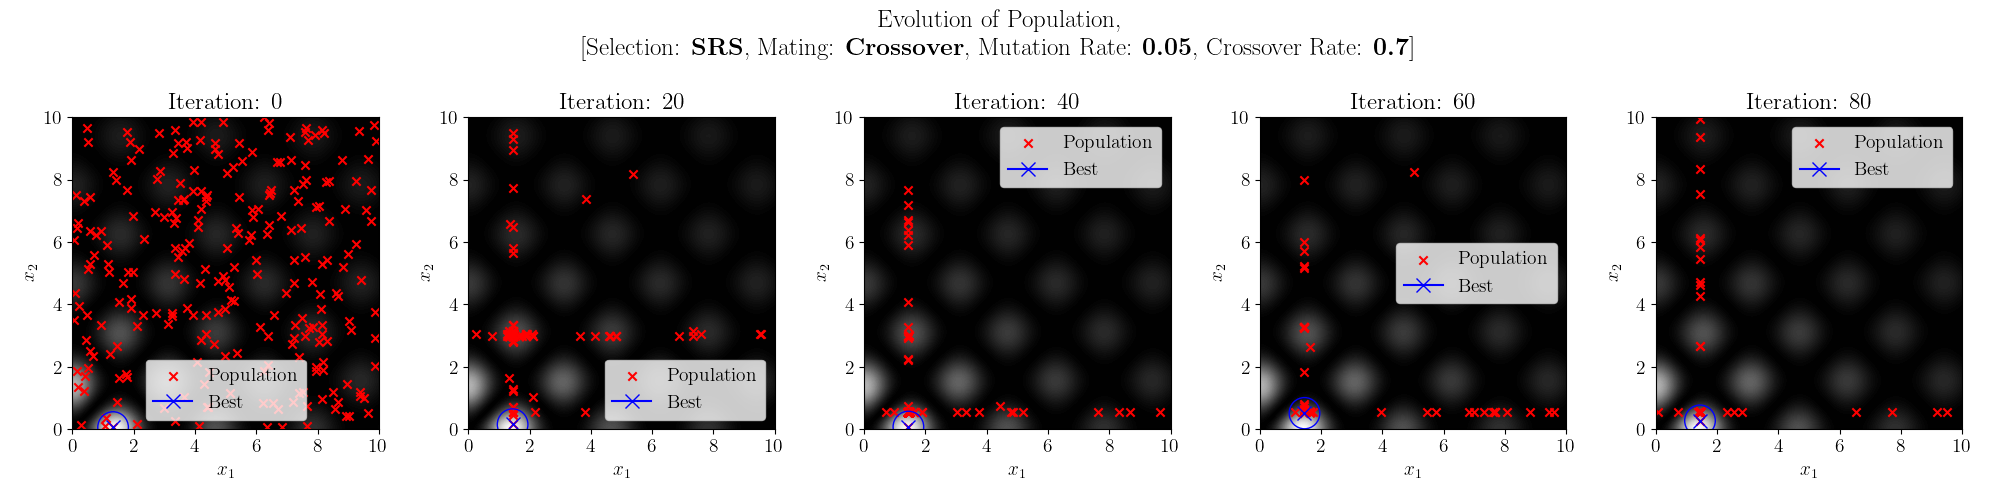 Evolution of Population,
[Selection: SRS, Mating: Crossover, Mutation Rate: 0.05, Crossover Rate: 0.7]
Iteration: 0
10
8
6
4
2
0
x2
Population
Best
0 2 4 6 8 10
x1
Iteration: 20
10
8
6
4
2
0
x2
Population
Best
0 2 4 6 8 10
x1
Iteration: 40
10
8
6
4
2
0
x2
Population
Best
0 2 4 6 8 10
x1
Iteration: 60
10
8
6
4
2
0
x2
Population
Best
0 2 4 6 8 10
x1
Iteration: 80
10
8
6
4
2
0
x2
Population
Best
0 2 4 6 8 10
x1